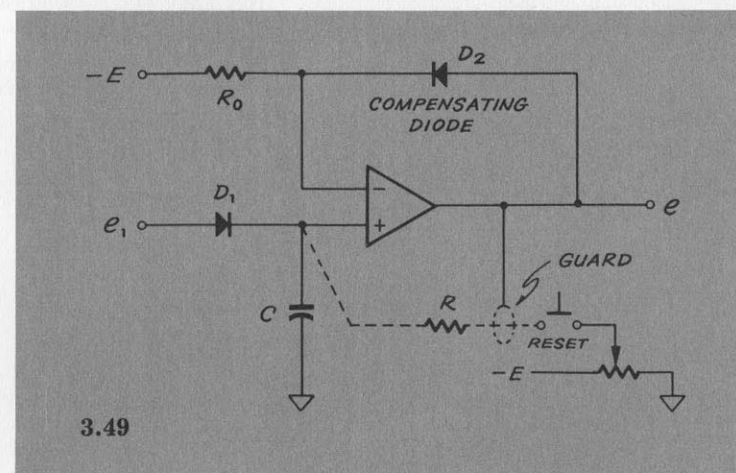 D₂
-E
R₀
COMPENSATING
DIODE
−
D₁
e₁
+
e
GUARD
C
R
RESET
-E
3.49